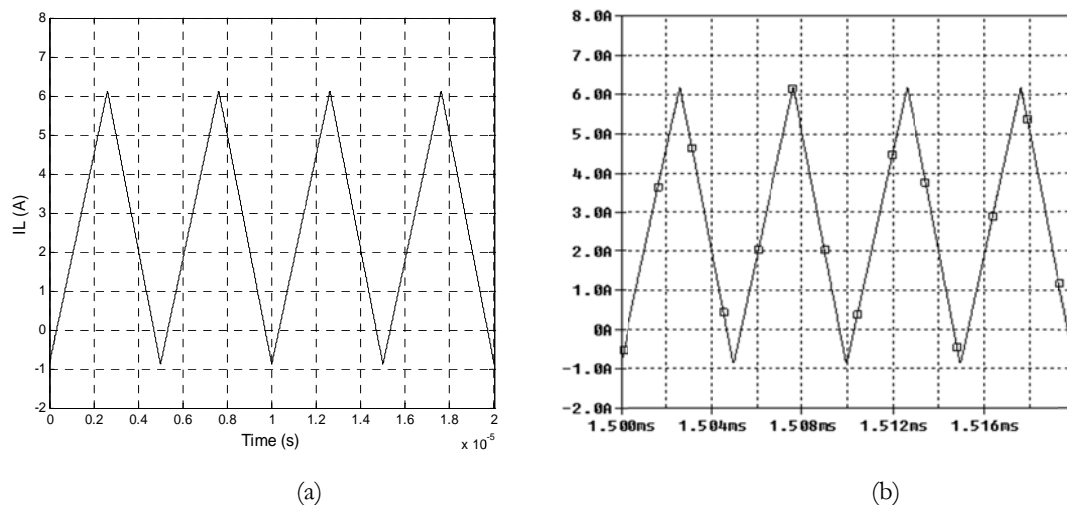 8
7
6
5
4
3
2
1
0
-1
-2
IL (A)
0 0.2 0.4 0.6 0.8 1 1.2 1.4 1.6 1.8 2
Time (s)
x 10⁻⁵
(a)
8.0A
6.0A
5.0A
4.0A
3.0A
2.0A
1.0A
0A
-1.0A
-2.0A
1.500ms 1.504ms 1.508ms 1.512ms 1.516ms
(b)